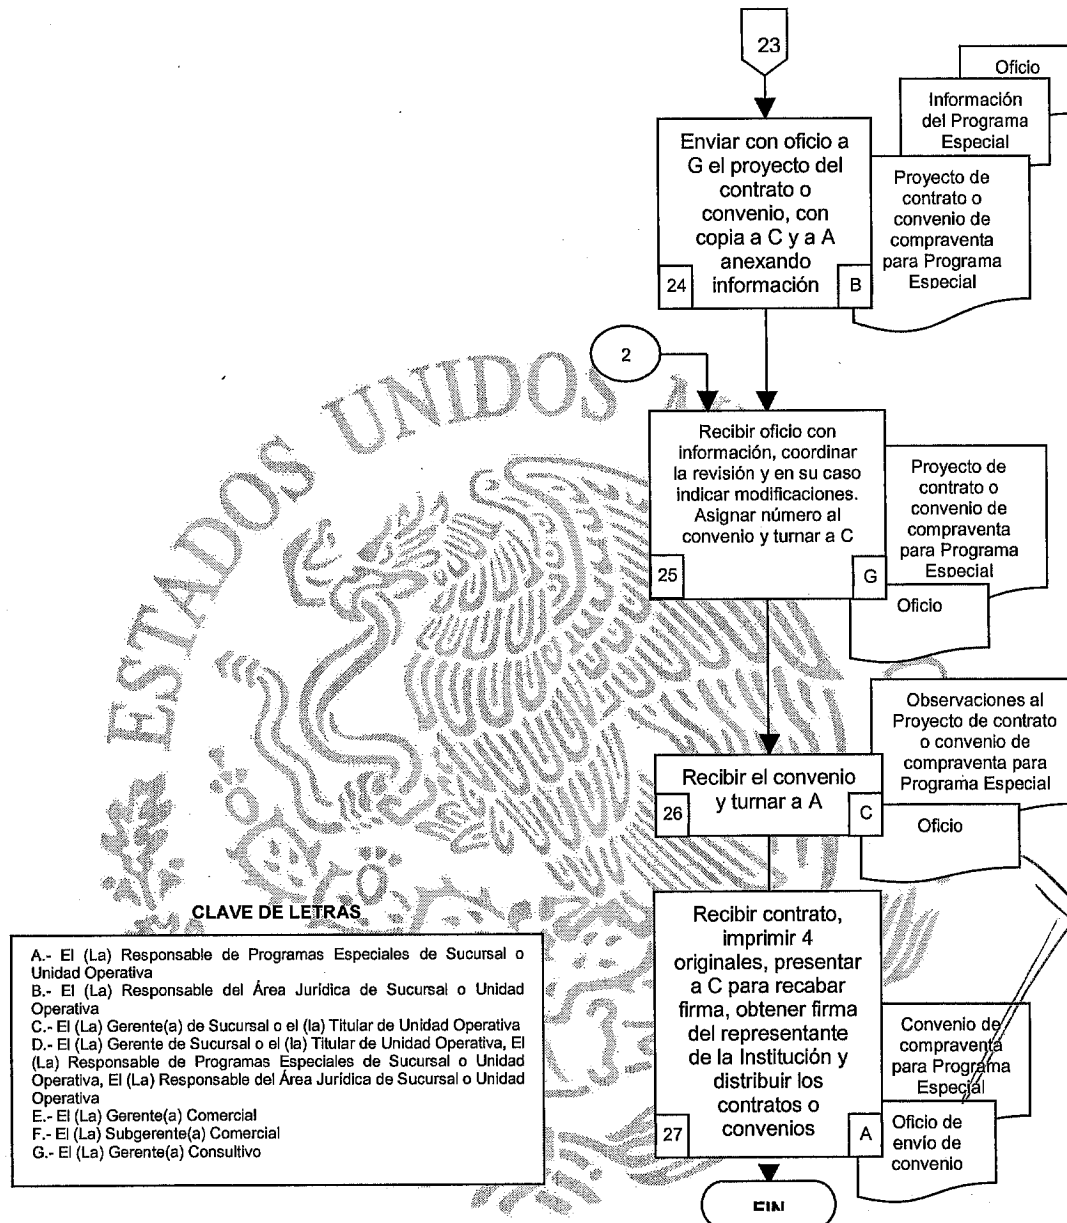 23
Oficio
Información
del Programa
Especial
Enviar con oficio a
G el proyecto del
contrato o
convenio, con
copia a C y a A
anexando
información
24
B
Proyecto de
contrato o
convenio de
compraventa
para Programa
Especial
2
ESTADOS UNIDOS
Recibir oficio con
información, coordinar
la revisión y en su caso
indicar modificaciones.
Asignar número al
convenio y turnar a C
25
G
Proyecto de
contrato o
convenio de
compraventa
para Programa
Especial
Oficio
Observaciones al
Proyecto de contrato
o convenio de
compraventa para
Programa Especial
Recibir el convenio
y turnar a A
26
C
Oficio
Recibir contrato,
imprimir 4
originales, presentar
a C para recabar
firma, obtener firma
del representante
de la Institución y
distribuir los
contratos o
convenios
27
A
Convenio de
compraventa
para Programa
Especial
Oficio de
envío de
convenio
FIN
CLAVE DE LETRAS
A.- El (La) Responsable de Programas Especiales de Sucursal o
Unidad Operativa
B.- El (La) Responsable del Área Jurídica de Sucursal o Unidad
Operativa
C.- El (La) Gerente(a) de Sucursal o el (la) Titular de Unidad Operativa
D.- El (La) Gerente de Sucursal o el (la) Titular de Unidad Operativa, El
(La) Responsable de Programas Especiales de Sucursal o Unidad
Operativa, El (La) Responsable del Área Jurídica de Sucursal o Unidad
Operativa
E.- El (La) Gerente(a) Comercial
F.- El (La) Subgerente(a) Comercial
G.- El (La) Gerente(a) Consultivo